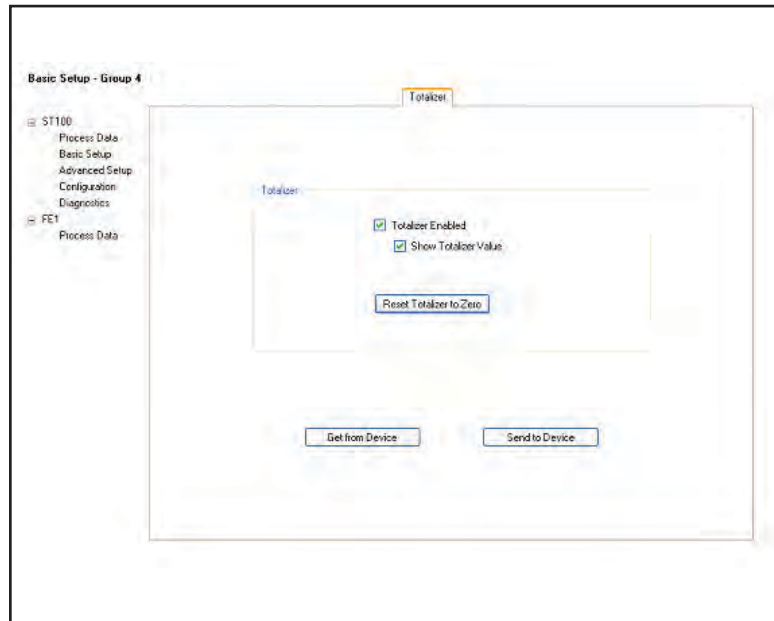 Basic Setup - Group 4
Totalizer
ST100
Process Data
Basic Setup
Advanced Setup
Configuration
Diagnostics
FE1
Process Data
Totalizer
Totalizer Enabled
Show Totalizer Value
Reset Totalizer to Zero
Get from Device
Send to Device